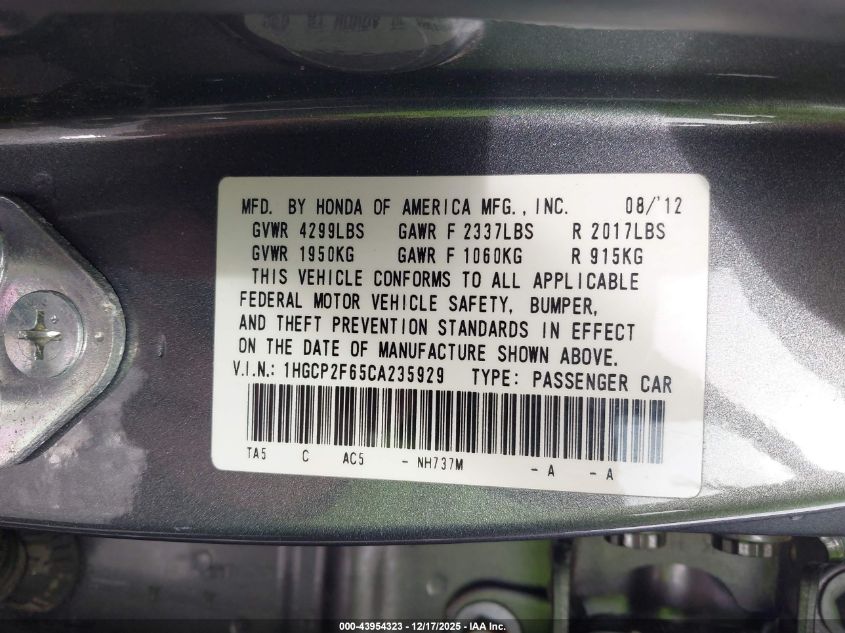 MFD. BY HONDA OF AMERICA MFG., INC. 08/'12
GVWR 4299LBS GAWR F 2337LBS R 2017LBS
GVWR 1950KG GAWR F 1060KG R 915KG
THIS VEHICLE CONFORMS TO ALL APPLICABLE
FEDERAL MOTOR VEHICLE SAFETY, BUMPER,
AND THEFT PREVENTION STANDARDS IN EFFECT
ON THE DATE OF MANUFACTURE SHOWN ABOVE.
V.I.N.: 1HGCP2F65CA235929 TYPE: PASSENGER CAR
TA5 C AC5 - NH737M - A - A
000-43954323 - 12/17/2025 - IAA Inc.